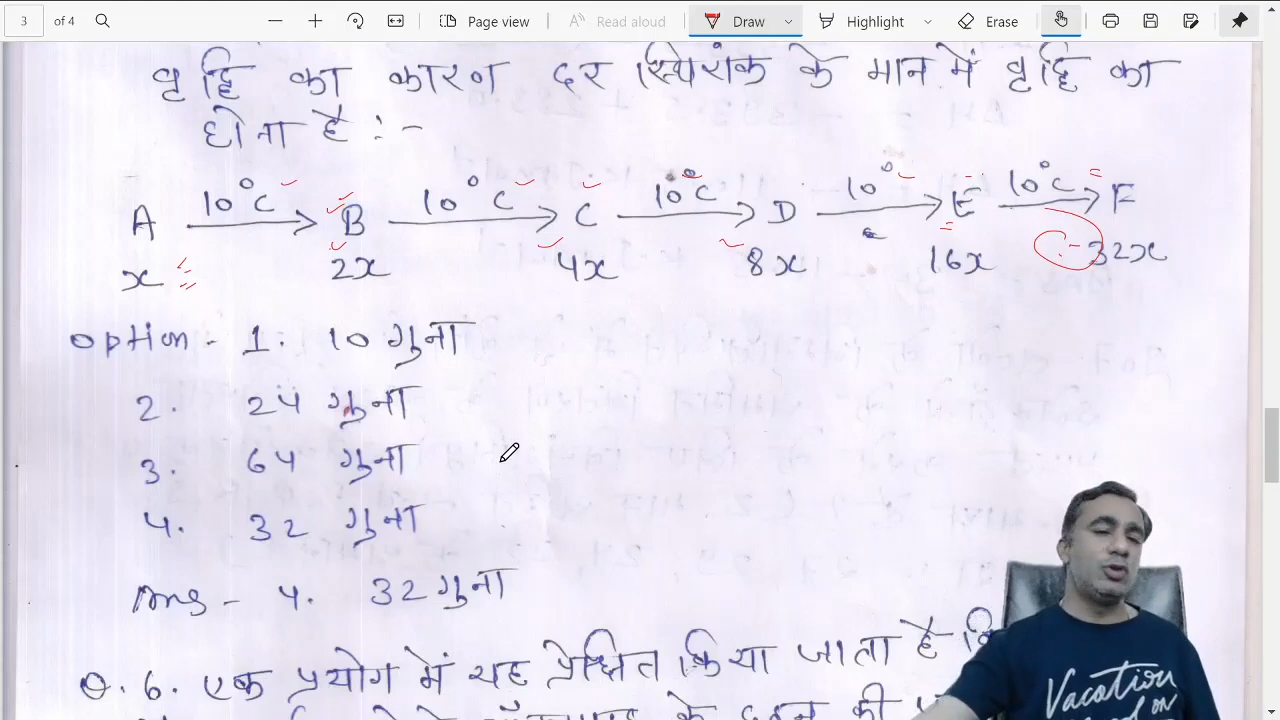 3 of 4 Page view Read aloud Draw Highlight Erase
वृद्धि का कारण दर स्थिरांक के मान में वृद्धि का
होता है :-
10°C 10°C 10°C 10° 10°C
A B C D E F
x 2x 4x 8x 16x 32x
option - 1. 10 गुना
2. 24 गुना
3. 64 गुना
4. 32 गुना
Ans - 4. 32 गुना
Q. 6. एक प्रयोग में यह प्रेक्षित किया जाता है
के दहन की
Vacation